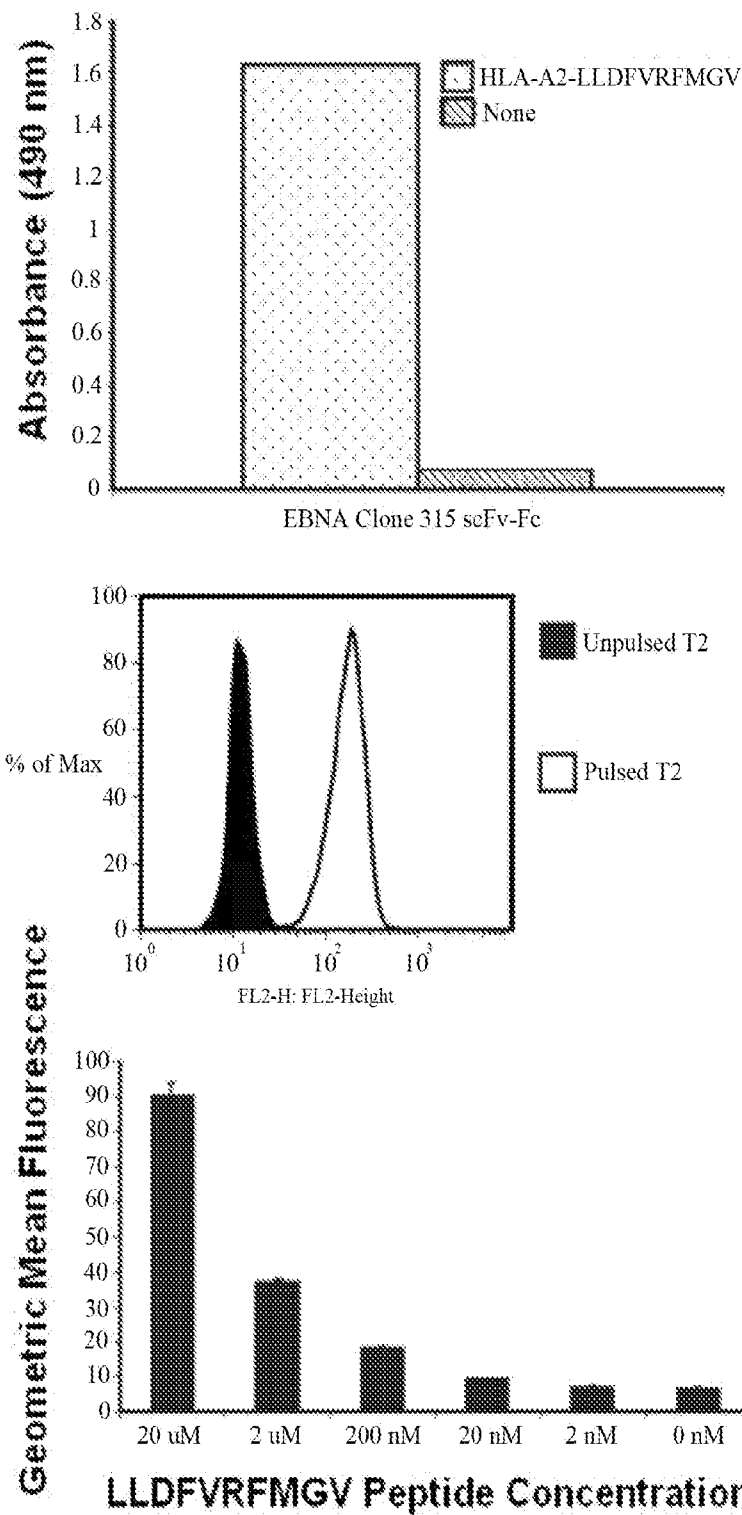 Absorbance (490 nm)
1.8
1.6
1.4
1.2
1
0.8
0.6
0.4
0.2
0
HLA-A2-LLDFVRFMGV
None
EBNA Clone 315 scFv-Fc
% of Max
100
80
60
40
20
0
Unpulsed T2
Pulsed T2
10⁰ 10¹ 10² 10³
FL2-H: FL2-Height
Geometric Mean Fluorescence
100
90
80
70
60
50
40
30
20
10
0
20 uM 2 uM 200 nM 20 nM 2 nM 0 nM
LLDFVRFMGV Peptide Concentration